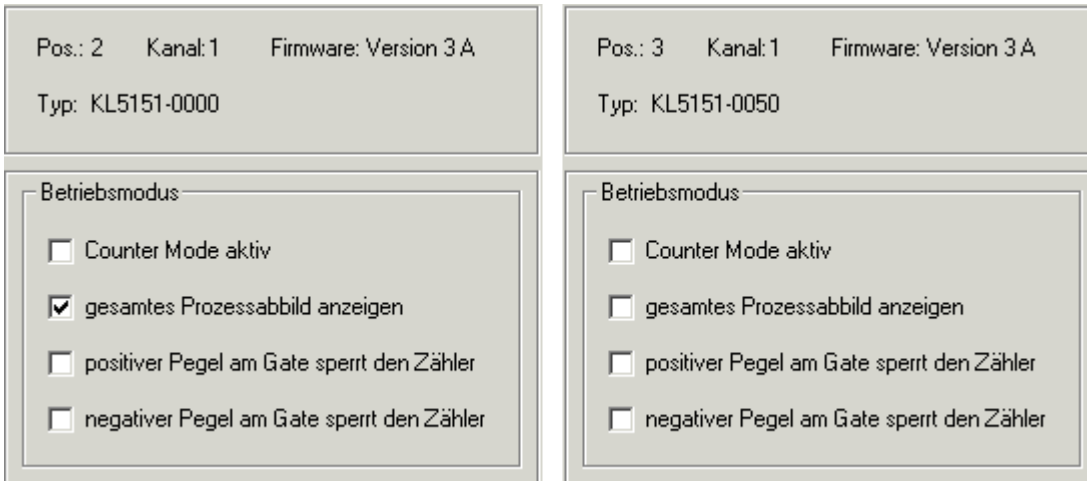 Pos.: 2 Kanal: 1 Firmware: Version 3 A
Typ: KL5151-0000
Betriebsmodus
Counter Mode aktiv
gesamtes Prozessabbild anzeigen
positiver Pegel am Gate sperrt den Zähler
negativer Pegel am Gate sperrt den Zähler
Pos.: 3 Kanal: 1 Firmware: Version 3 A
Typ: KL5151-0050
Betriebsmodus
Counter Mode aktiv
gesamtes Prozessabbild anzeigen
positiver Pegel am Gate sperrt den Zähler
negativer Pegel am Gate sperrt den Zähler